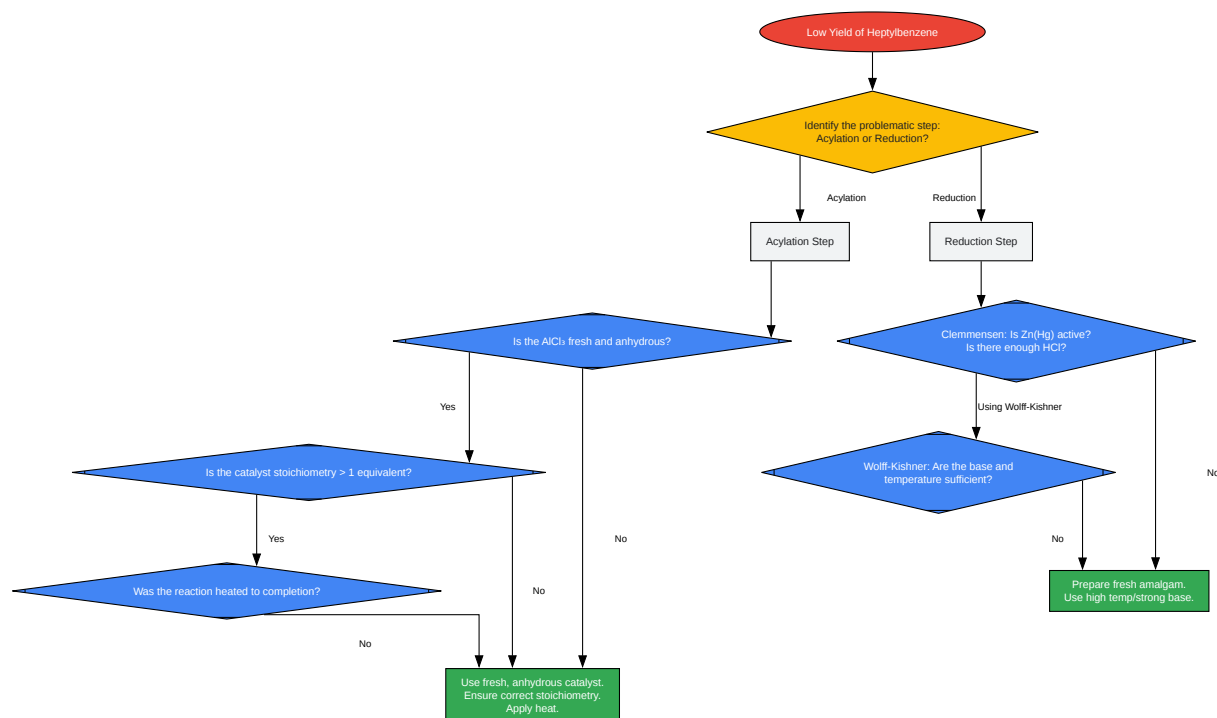 Low Yield of Heptylbenzene
Identify the problematic step:
Acylation or Reduction?
Acylation
Reduction
Acylation Step
Reduction Step
Is the AlCl₃ fresh and anhydrous?
Clemmensen: Is Zn(Hg) active?
Is there enough HCl?
Yes
Using Wolff-Kishner
Is the catalyst stoichiometry > 1 equivalent?
Wolff-Kishner: Are the base and
temperature sufficient?
No
Yes
No
No
Was the reaction heated to completion?
No
Prepare fresh amalgam.
Use high temp/strong base.
No
Use fresh, anhydrous catalyst.
Ensure correct stoichiometry.
Apply heat.